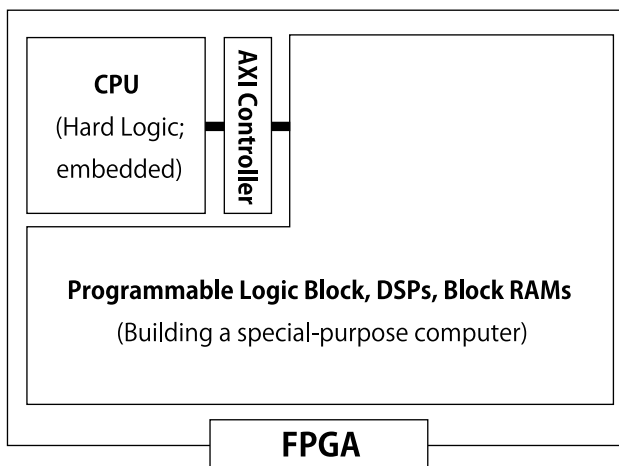 CPU
(Hard Logic;
embedded)
AXI Controller
Programmable Logic Block, DSPs, Block RAMs
(Building a special-purpose computer)
FPGA